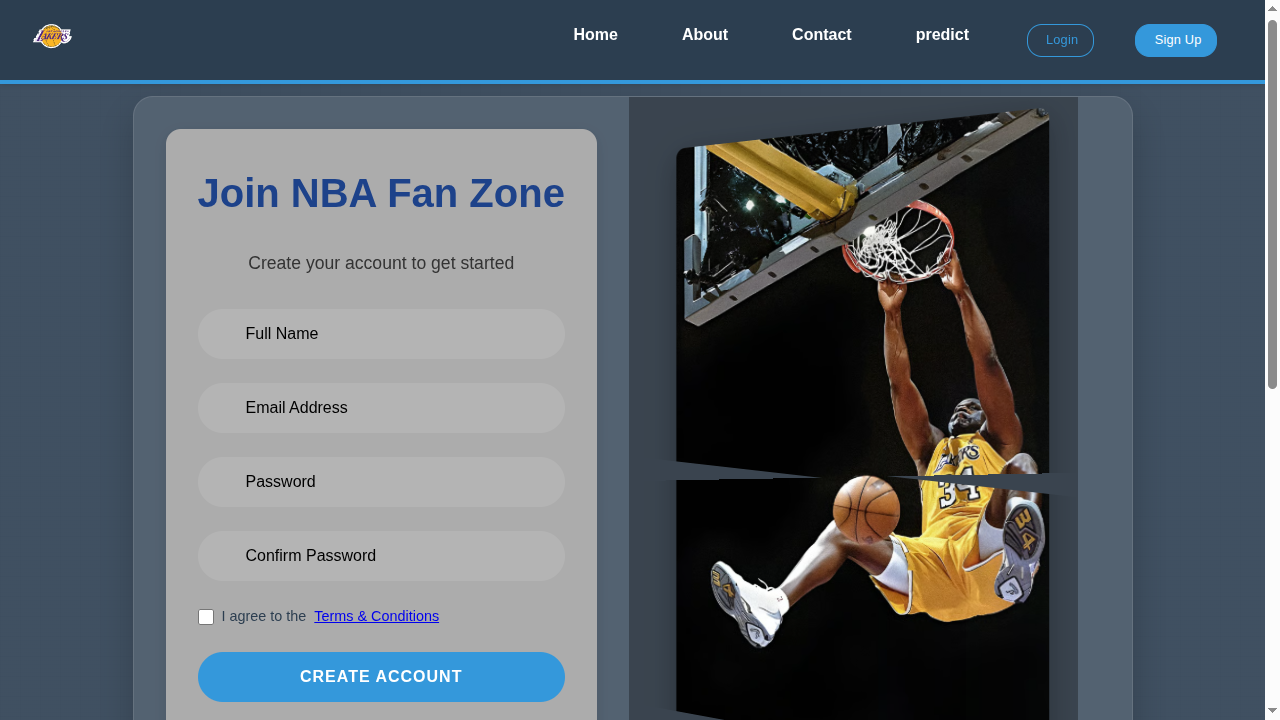 LAKERS
Home
About
Contact
predict
Login
Sign Up
Join NBA Fan Zone
Create your account to get started
Full Name
Email Address
Password
Confirm Password
I agree to the Terms & Conditions
CREATE ACCOUNT
34
34